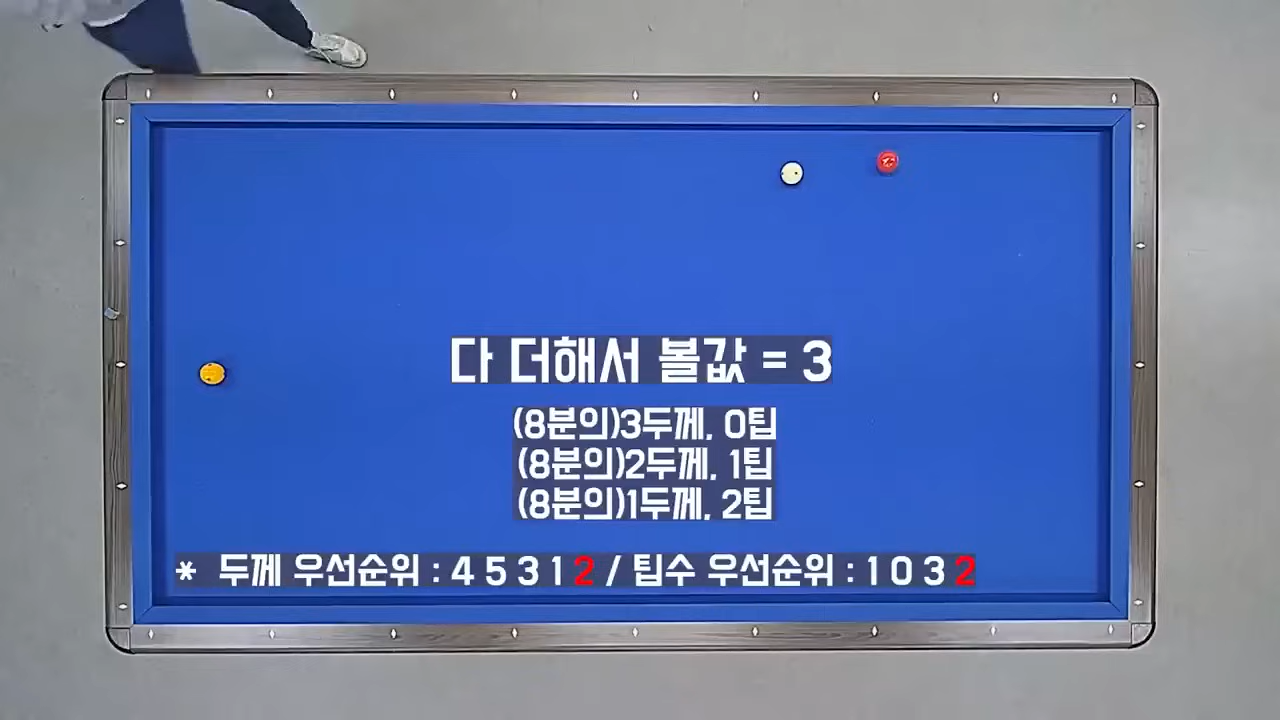 다 더해서 볼값 = 3
(8분의)3두께, 0팁
(8분의)2두께, 1팁
(8분의)1두께, 2팁
* 두께 우선순위 : 4 5 3 1 2 / 팁수 우선순위 : 1 0 3 2